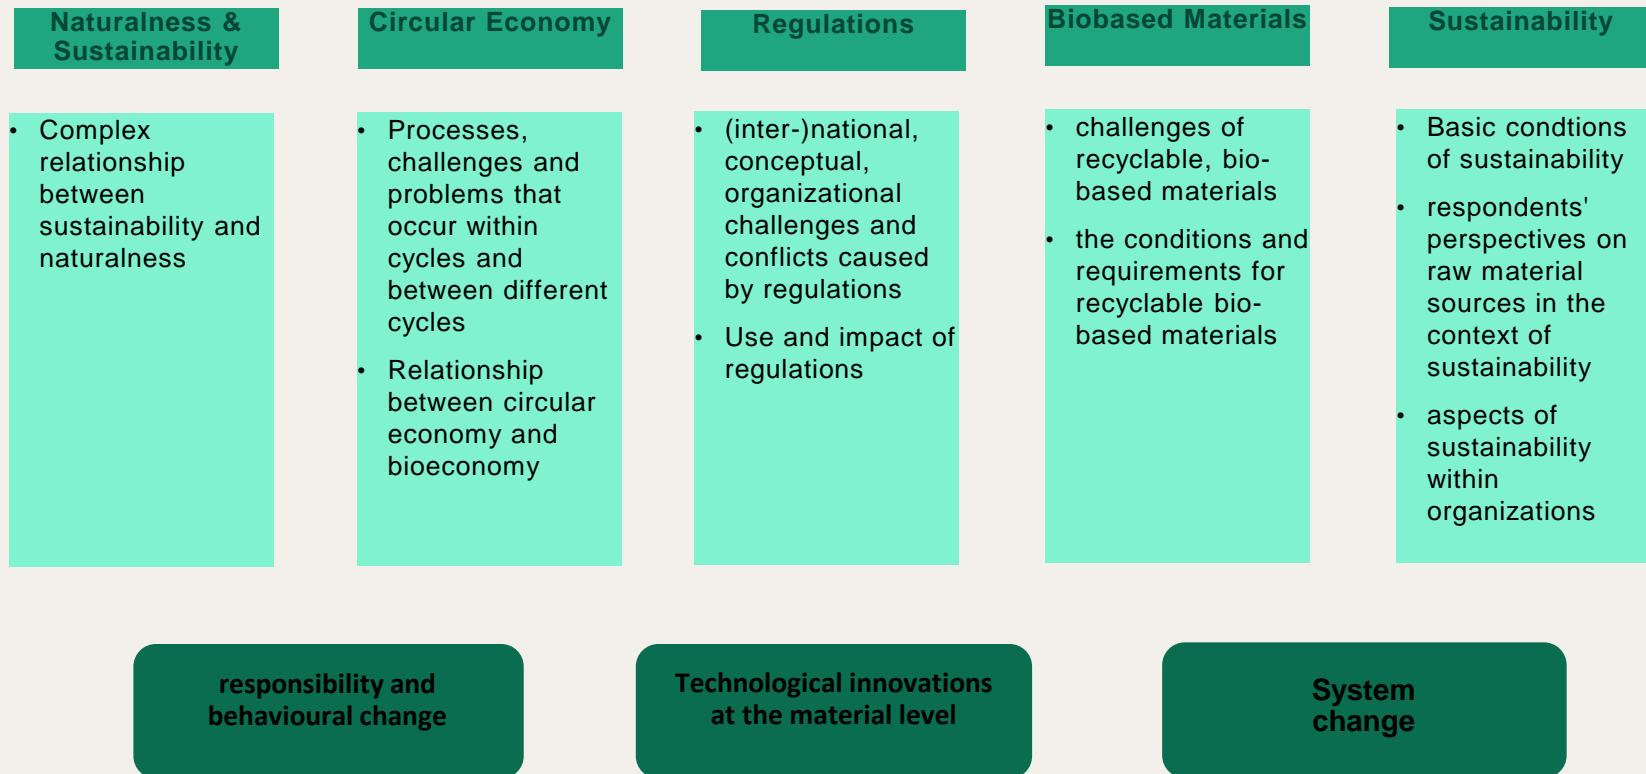 Naturalness &
Sustainability
• Complex
relationship
between
sustainability and
naturalness
Circular Economy
• Processes,
challenges and
problems that
occur within
cycles and
between different
cycles
• Relationship
between circular
economy and
bioeconomy
Regulations
• (inter-)national,
conceptual,
organizational
challenges and
conflicts caused
by regulations
• Use and impact of
regulations
Biobased Materials
• challenges of
recyclable, bio-
based materials
• the conditions and
requirements for
recyclable bio-
based materials
Sustainability
• Basic condtions
of sustainability
• respondents'
perspectives on
raw material
sources in the
context of
sustainability
• aspects of
sustainability
within
organizations
responsibility and
behavioural change
Technological innovations
at the material level
System
change